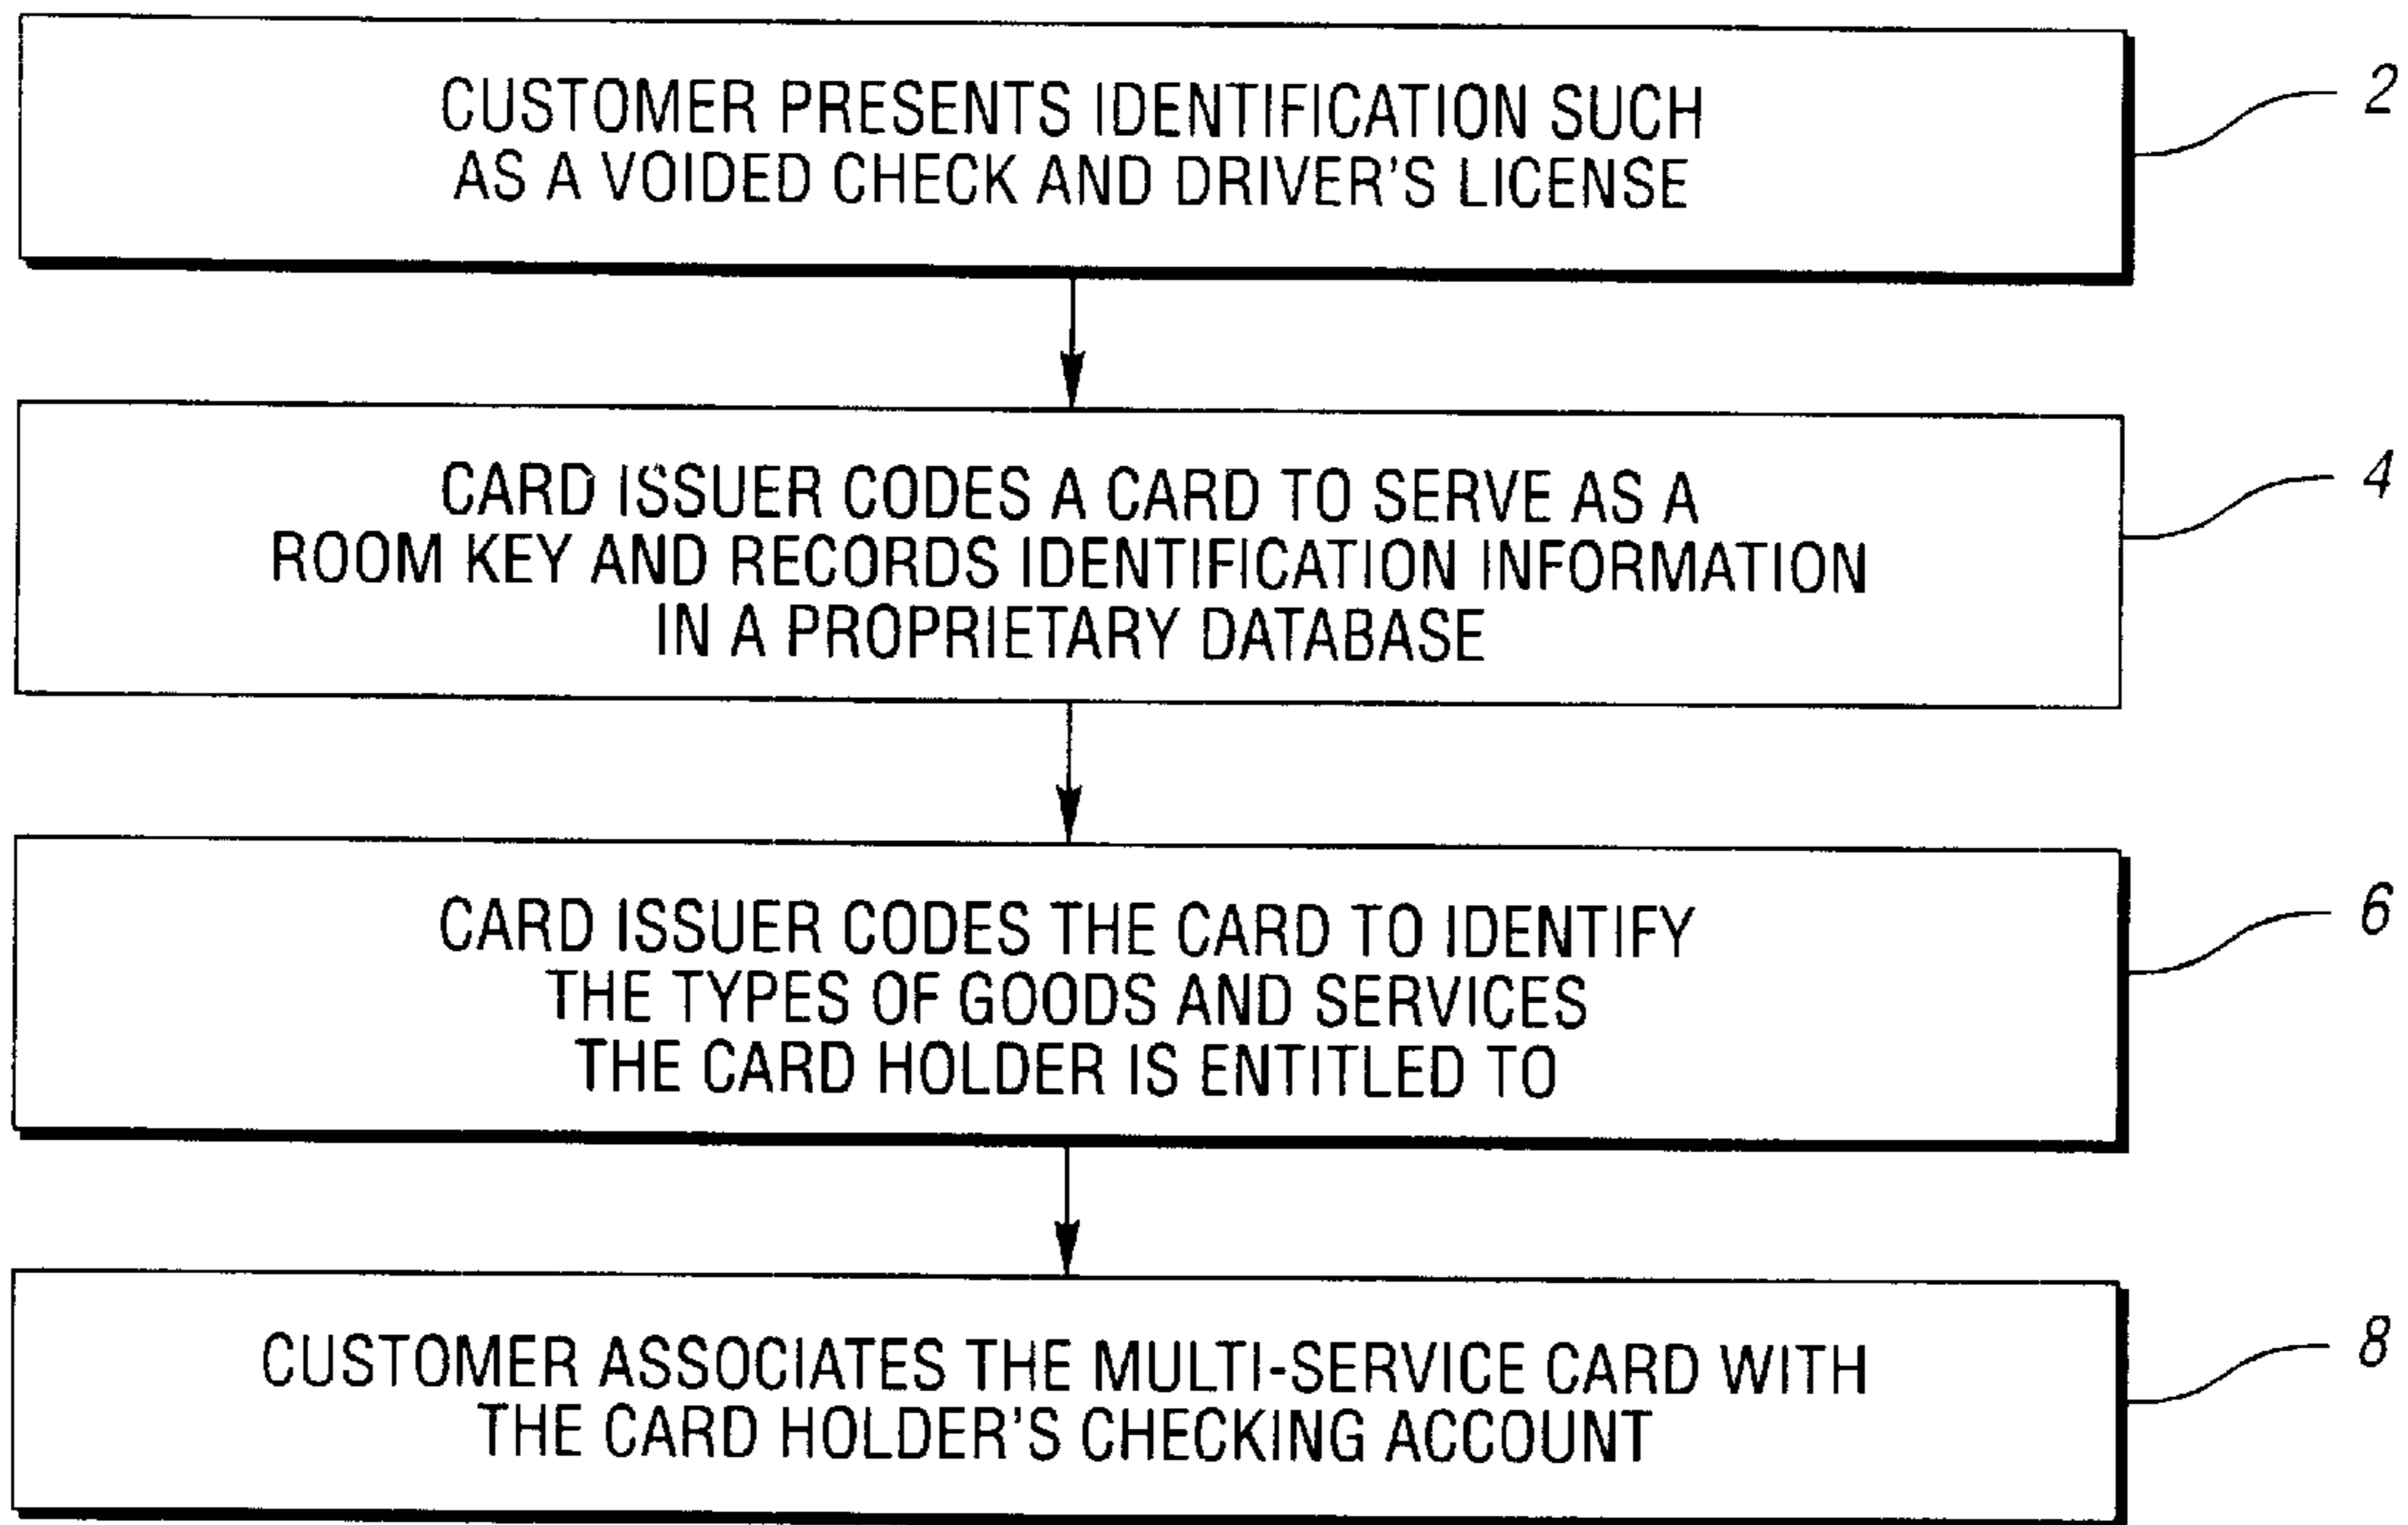 CUSTOMER PRESENTS IDENTIFICATION SUCH
AS A VOIDED CHECK AND DRIVER'S LICENSE
2
CARD ISSUER CODES A CARD TO SERVE AS A
ROOM KEY AND RECORDS IDENTIFICATION INFORMATION
IN A PROPRIETARY DATABASE
4
CARD ISSUER CODES THE CARD TO IDENTIFY
THE TYPES OF GOODS AND SERVICES
THE CARD HOLDER IS ENTITLED TO
6
CUSTOMER ASSOCIATES THE MULTI-SERVICE CARD WITH
THE CARD HOLDER'S CHECKING ACCOUNT
8